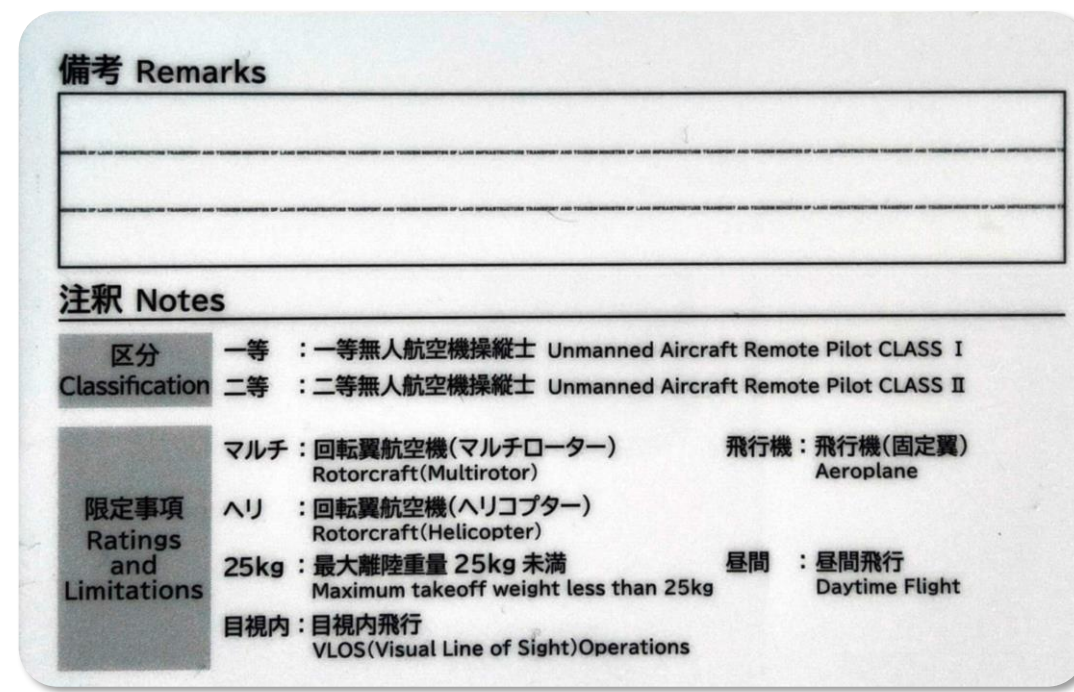 備考 Remarks
注釈 Notes
区分
Classification
一等 :一等無人航空機操縦士 Unmanned Aircraft Remote Pilot CLASS Ⅰ
二等 :二等無人航空機操縦士 Unmanned Aircraft Remote Pilot CLASS Ⅱ
限定事項
Ratings
and
Limitations
マルチ:回転翼航空機(マルチローター)
Rotorcraft(Multirotor)
飛行機:飛行機(固定翼)
Aeroplane
ヘリ :回転翼航空機(ヘリコプター)
Rotorcraft(Helicopter)
25kg:最大離陸重量 25kg 未満
Maximum takeoff weight less than 25kg
昼間 :昼間飛行
Daytime Flight
目視内:目視内飛行
VLOS(Visual Line of Sight)Operations